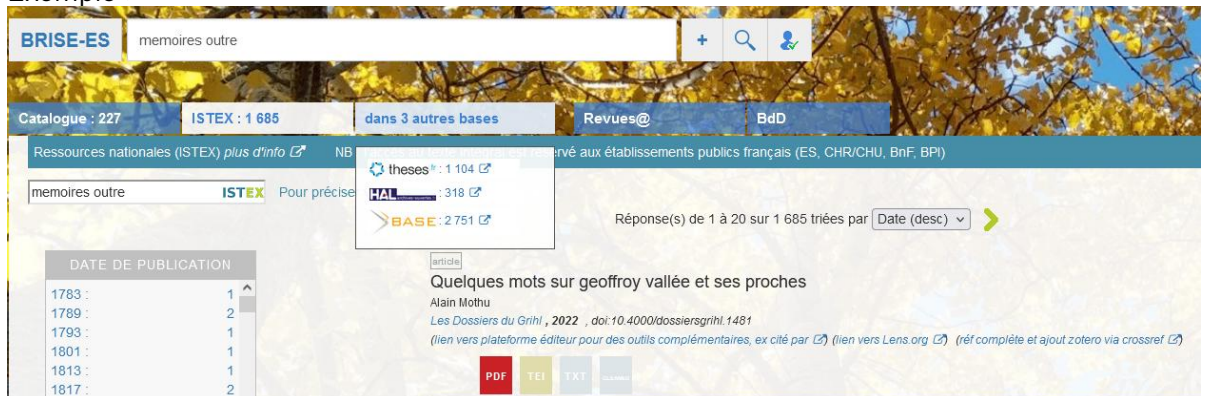 Exemple
BRISE-ES memoires outre +
Catalogue : 227 ISTEX : 1 685 dans 3 autres bases Revues@ BdD
Ressources nationales (ISTEX) plus d'info NB rvé aux établissements publics français (ES, CHR/CHU, BnF, BPI)
theses fr : 1 104
HAL : 318
BASE : 2 751
memoires outre ISTEX Pour précise
Réponse(s) de 1 à 20 sur 1 685 triées par Date (desc)
DATE DE PUBLICATION
1783 : 1
1789 : 2
1793 : 1
1801 : 1
1813 : 1
1817 : 2
article
Quelques mots sur geoffroy vallée et ses proches
Alain Mothu
Les Dossiers du Grihl , 2022 , doi:10.4000/dossiersgrihl.1481
(lien vers plateforme éditeur pour des outils complémentaires, ex cité par ) (lien vers Lens.org ) (réf complète et ajout zotero via crossref )
PDF TEI TXT